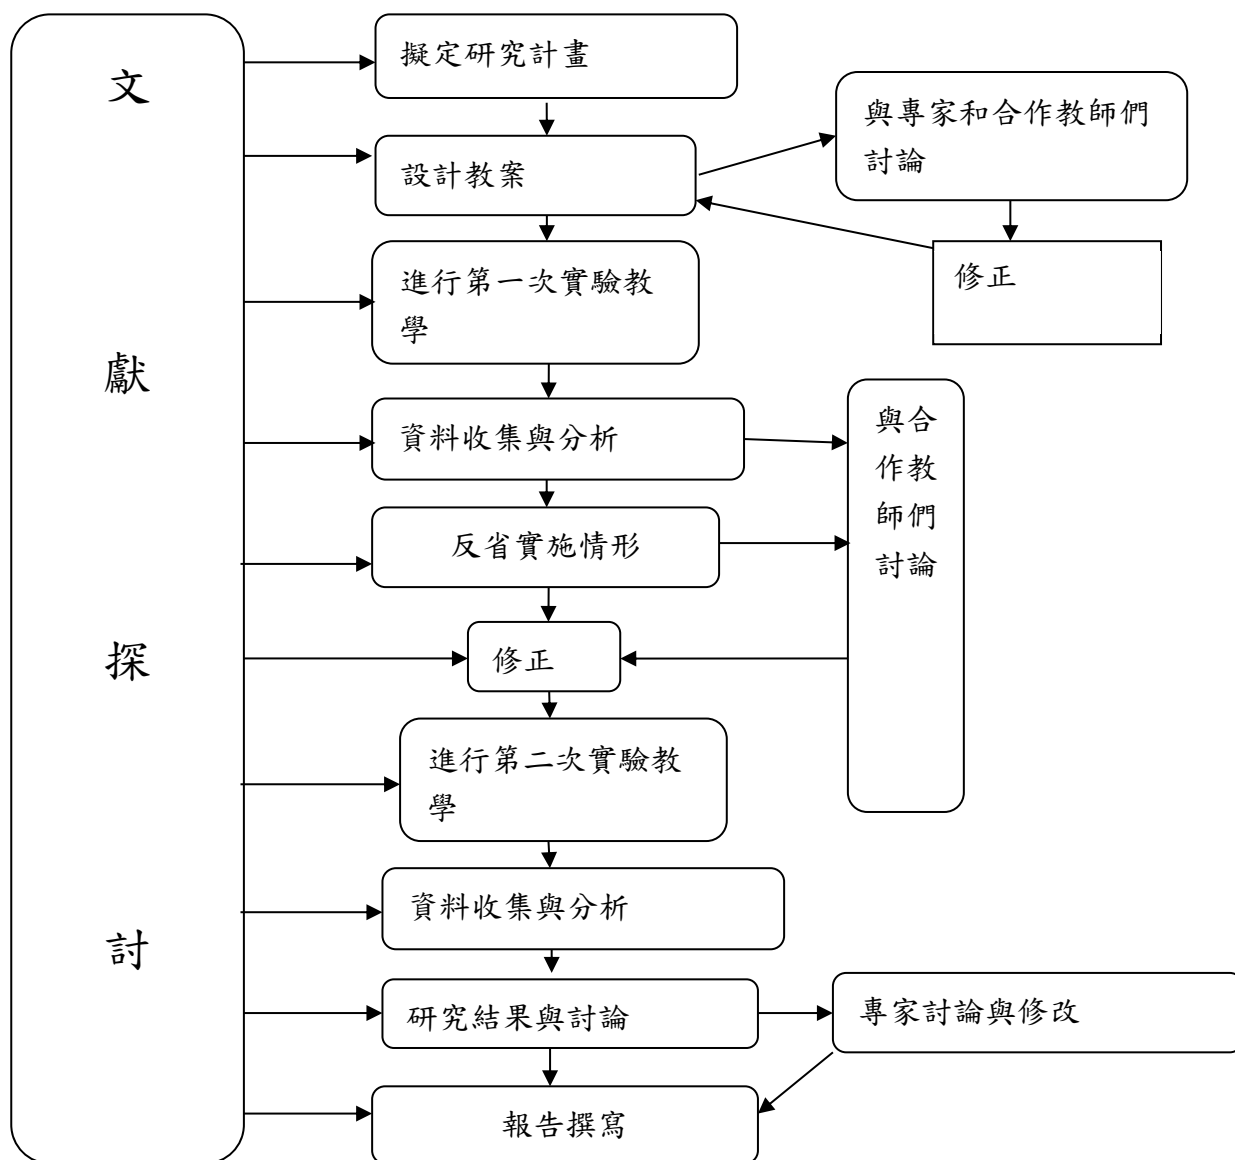 文
獻
探
討
擬定研究計畫
設計教案
與專家和合作教師們
討論
修正
進行第一次實驗教
學
資料收集與分析
與合
作教
師們
討論
反省實施情形
修正
進行第二次實驗教
學
資料收集與分析
研究結果與討論
專家討論與修改
報告撰寫